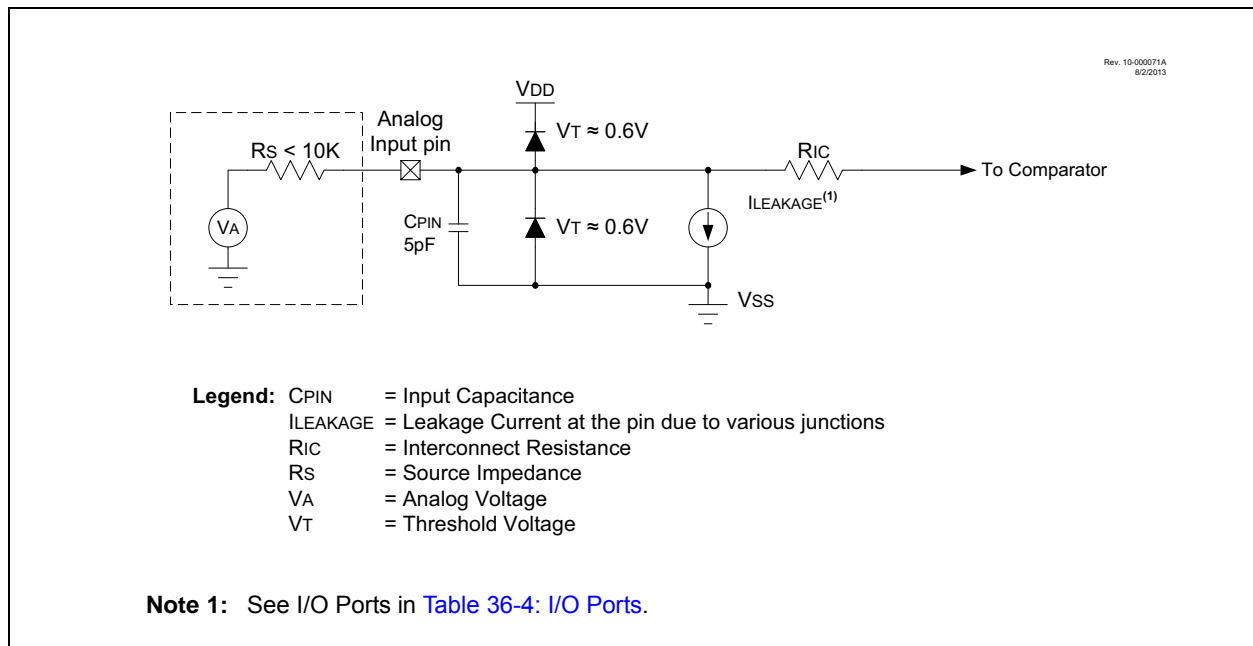 Rev. 10-000071A
8/2/2013
VDD
Analog
Input pin
VT ≈ 0.6V
RS < 10K
RIC
To Comparator
ILEAKAGE(1)
VA
CPIN
5pF
VT ≈ 0.6V
VSS
Legend: CPIN = Input Capacitance
ILEAKAGE = Leakage Current at the pin due to various junctions
RIC = Interconnect Resistance
RS = Source Impedance
VA = Analog Voltage
VT = Threshold Voltage
Note 1: See I/O Ports in Table 36-4: I/O Ports.